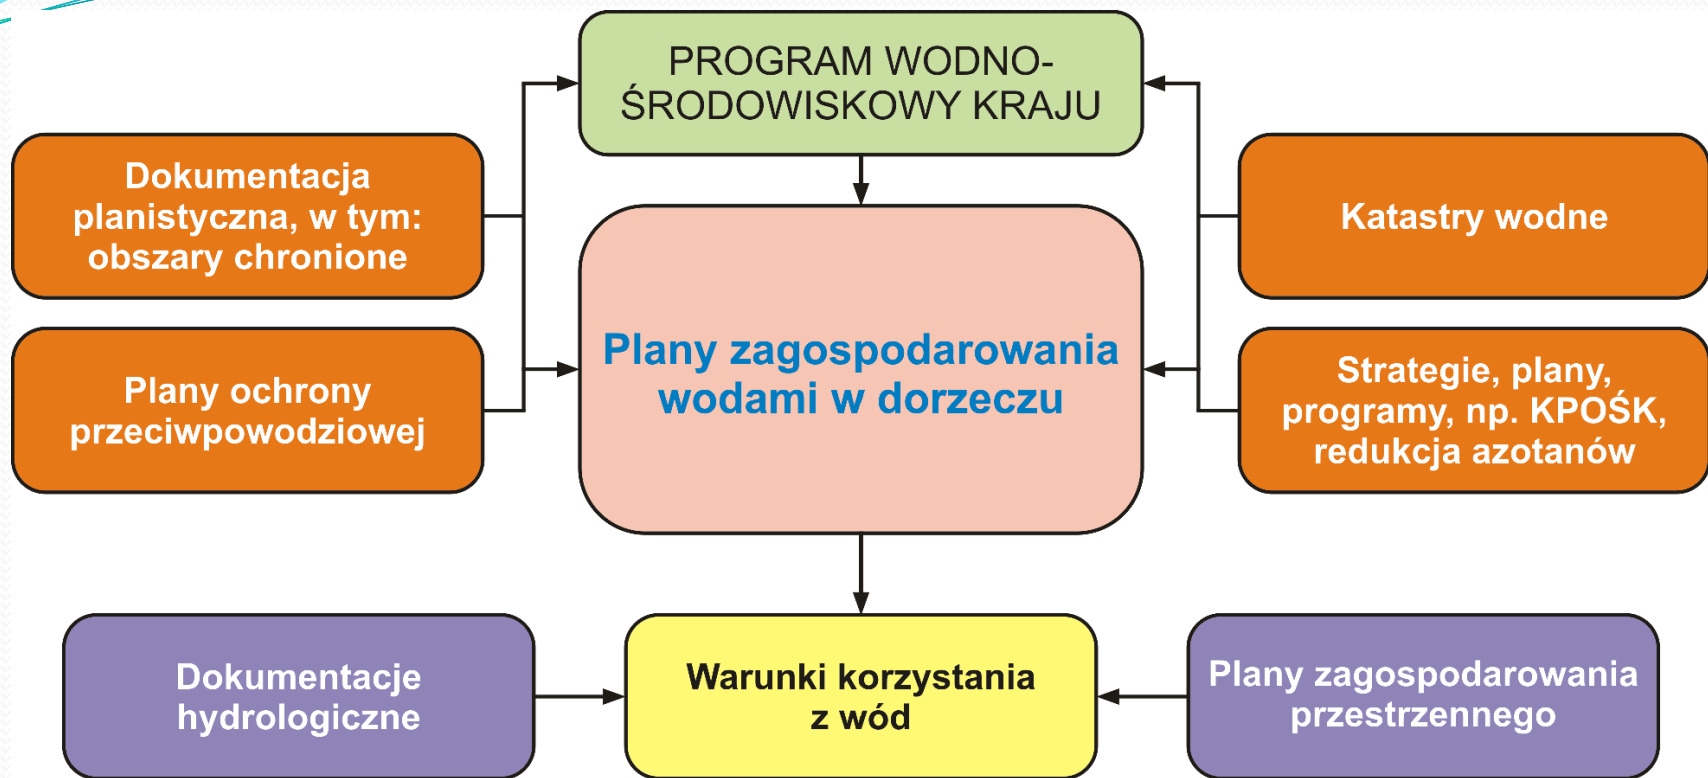 PROGRAM WODNO-
ŚRODOWISKOWY KRAJU
Dokumentacja
planistyczna, w tym:
obszary chronione
Katastry wodne
Plany zagospodarowania
wodami w dorzeczu
Plany ochrony
przeciwpowodziowej
Strategie, plany,
programy, np. KPOŚK,
redukcja azotanów
Dokumentacje
hydrologiczne
Warunki korzystania
z wód
Plany zagospodarowania
przestrzennego